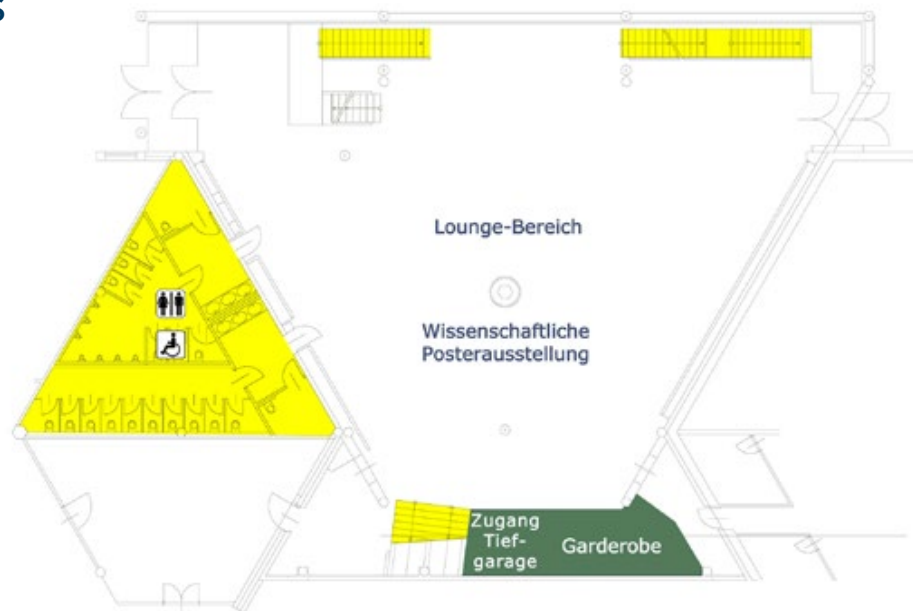 Lounge-Bereich
Wissenschaftliche
Posterausstellung
Zugang
Tief-
garage
Garderobe